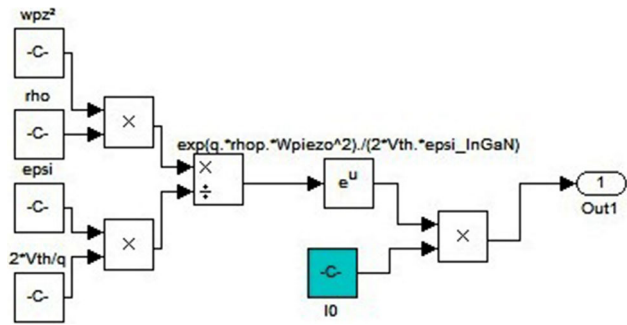 wpz²
-C-
rho
-C-
×
exp(q.*rhop.*Wpiezo^2)./(2*Vth.*epsi_InGaN)
epsi
×
÷
-C-
e^u
1
Out1
×
×
2*Vth/q
-C-
-C-
I0